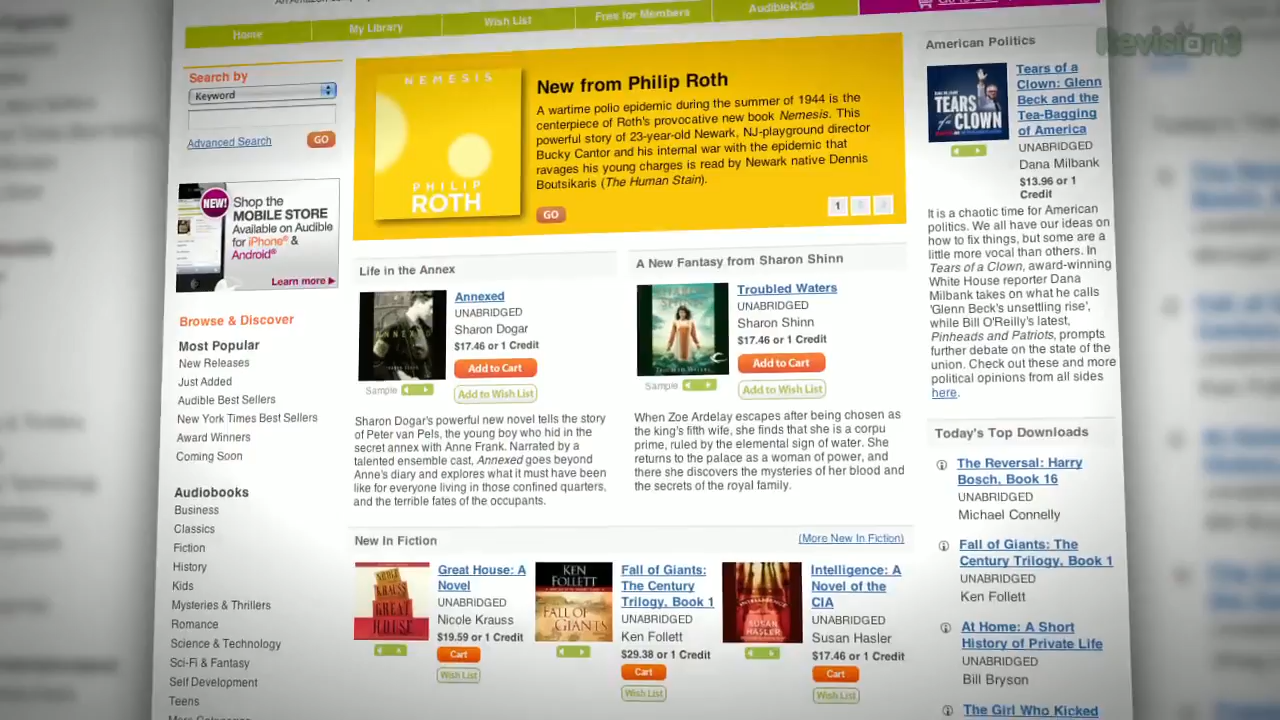 Home
My Library
Wish List
Free for Members
AudibleKids
Revision3
Search by
Keyword
Advanced Search
GO
NEW!
Shop the
MOBILE STORE
Available on Audible
for iPhone® &
Android®
Learn more ▶
Browse & Discover
Most Popular
New Releases
Just Added
Audible Best Sellers
New York Times Best Sellers
Award Winners
Coming Soon
Audiobooks
Business
Classics
Fiction
History
Kids
Mysteries & Thrillers
Romance
Science & Technology
Sci-Fi & Fantasy
Self Development
Teens
NEMESIS
PHILIP
ROTH
New from Philip Roth
A wartime polio epidemic during the summer of 1944 is the
centerpiece of Roth's provocative new book Nemesis. This
powerful story of 23-year-old Newark, NJ-playground director
Bucky Cantor and his internal war with the epidemic that
ravages his young charges is read by Newark native Dennis
Boutsikaris (The Human Stain).
GO
1
Life in the Annex
Annexed
UNABRIDGED
Sharon Dogar
$17.46 or 1 Credit
Add to Cart
Sample
Add to Wish List
Sharon Dogar's powerful new novel tells the story
of Peter van Pels, the young boy who hid in the
secret annex with Anne Frank. Narrated by a
talented ensemble cast, Annexed goes beyond
Anne's diary and explores what it must have been
like for everyone living in those confined quarters,
and the terrible fates of the occupants.
A New Fantasy from Sharon Shinn
Troubled Waters
UNABRIDGED
Sharon Shinn
$17.46 or 1 Credit
Add to Cart
Sample
Add to Wish List
When Zoe Ardelay escapes after being chosen as
the king's fifth wife, she finds that she is a corpu
prime, ruled by the elemental sign of water. She
returns to the palace as a woman of power, and
there she discovers the mysteries of her blood and
the secrets of the royal family.
New In Fiction
(More New In Fiction)
NICOLE
KRAUSS
GREAT
HOUSE
Great House: A
Novel
UNABRIDGED
Nicole Krauss
$19.59 or 1 Credit
Cart
Wish List
KEN
FOLLETT
FALL OF
GIANTS
Fall of Giants:
The Century
Trilogy, Book 1
UNABRIDGED
Ken Follett
$29.38 or 1 Credit
Cart
Wish List
INTELLIGENCE
SUSAN
HASLER
Intelligence: A
Novel of the
CIA
UNABRIDGED
Susan Hasler
$17.46 or 1 Credit
Cart
Wish List
American Politics
TEARS
of a CLOWN
Tears of a
Clown: Glenn
Beck and the
Tea-Bagging
of America
UNABRIDGED
Dana Milbank
$13.96 or 1
Credit
It is a chaotic time for American
politics. We all have our ideas on
how to fix things, but some are a
little more vocal than others. In
Tears of a Clown, award-winning
White House reporter Dana
Milbank takes on what he calls
'Glenn Beck's unsettling rise',
while Bill O'Reilly's latest,
Pinheads and Patriots, prompts
further debate on the state of the
union. Check out these and more
political opinions from all sides
here.
Today's Top Downloads
The Reversal: Harry
Bosch, Book 16
UNABRIDGED
Michael Connelly
Fall of Giants: The
Century Trilogy, Book 1
UNABRIDGED
Ken Follett
At Home: A Short
History of Private Life
UNABRIDGED
Bill Bryson
The Girl Who Kicked